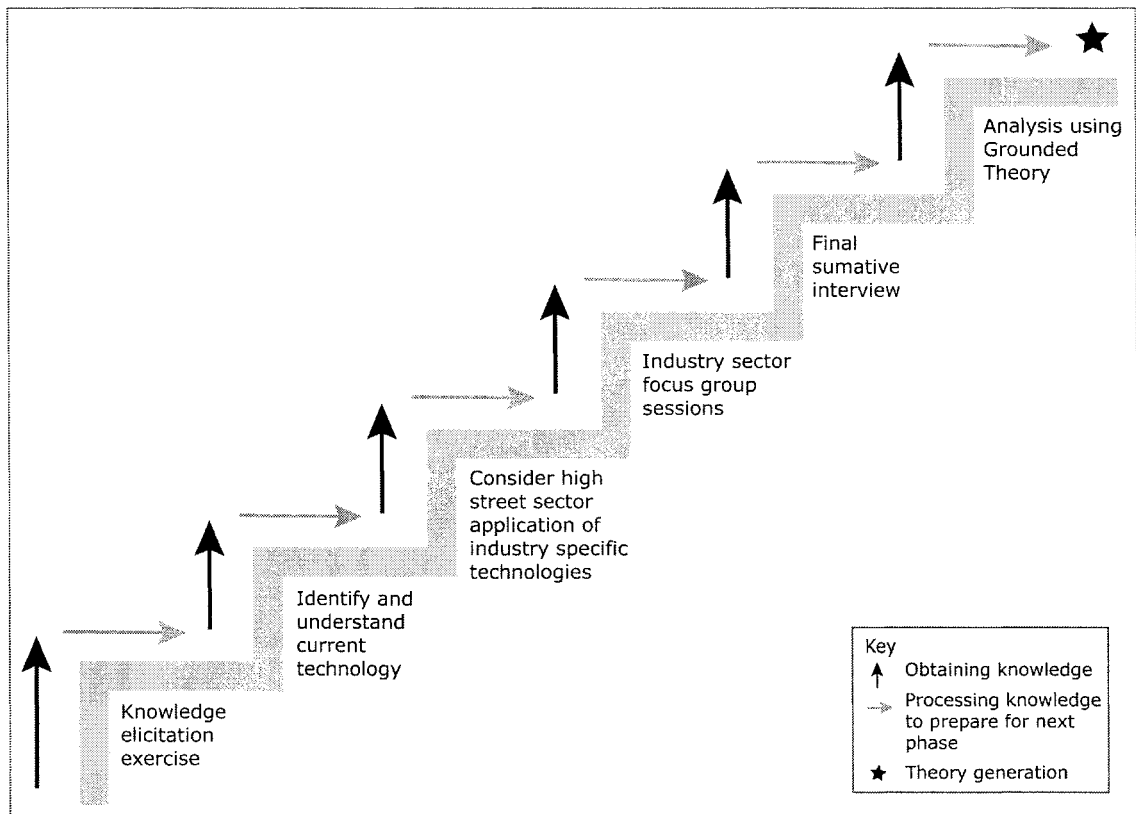 Analysis using
Grounded
Theory
Final
sumative
interview
Industry sector
focus group
sessions
Consider high
street sector
application of
industry specific
technologies
Identify and
understand
current
technology
Knowledge
elicitation
exercise
Key
Obtaining knowledge
Processing knowledge
to prepare for next
phase
Theory generation